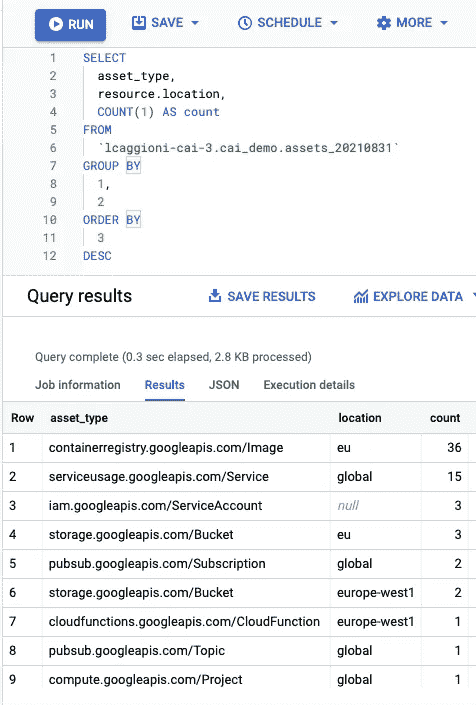 RUN SAVE SCHEDULE MORE
1 SELECT
2 asset_type,
3 resource.location,
4 COUNT(1) AS count
5 FROM
6 `lcaggioni-cai-3.cai_demo.assets_20210831`
7 GROUP BY
8 1,
9 2
10 ORDER BY
11 3
12 DESC
Query results SAVE RESULTS EXPLORE DATA
Query complete (0.3 sec elapsed, 2.8 KB processed)
Job information Results JSON Execution details
Row asset_type location count
1 containerregistry.googleapis.com/Image eu 36
2 serviceusage.googleapis.com/Service global 15
3 iam.googleapis.com/ServiceAccount null 3
4 storage.googleapis.com/Bucket eu 3
5 pubsub.googleapis.com/Subscription global 2
6 storage.googleapis.com/Bucket europe-west1 2
7 cloudfunctions.googleapis.com/CloudFunction europe-west1 1
8 pubsub.googleapis.com/Topic global 1
9 compute.googleapis.com/Project global 1